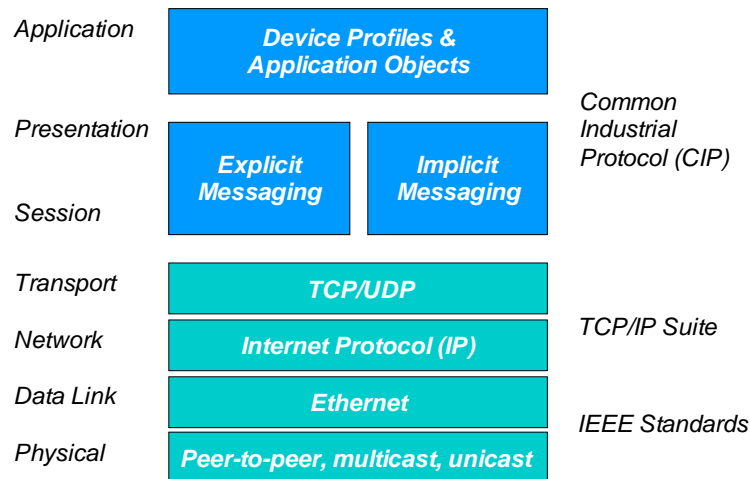 Application
Device Profiles &
Application Objects
Presentation
Common
Industrial
Protocol (CIP)
Explicit
Messaging
Implicit
Messaging
Session
Transport
TCP/UDP
Network
Internet Protocol (IP)
TCP/IP Suite
Data Link
Ethernet
IEEE Standards
Physical
Peer-to-peer, multicast, unicast